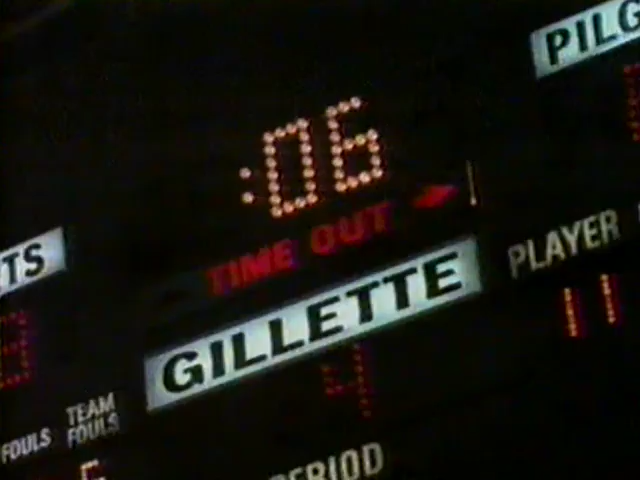 PILG
:06
TIME OUT
TS
GILLETTE
PLAYER
11
4
TEAM
FOULS FOULS
PERIOD